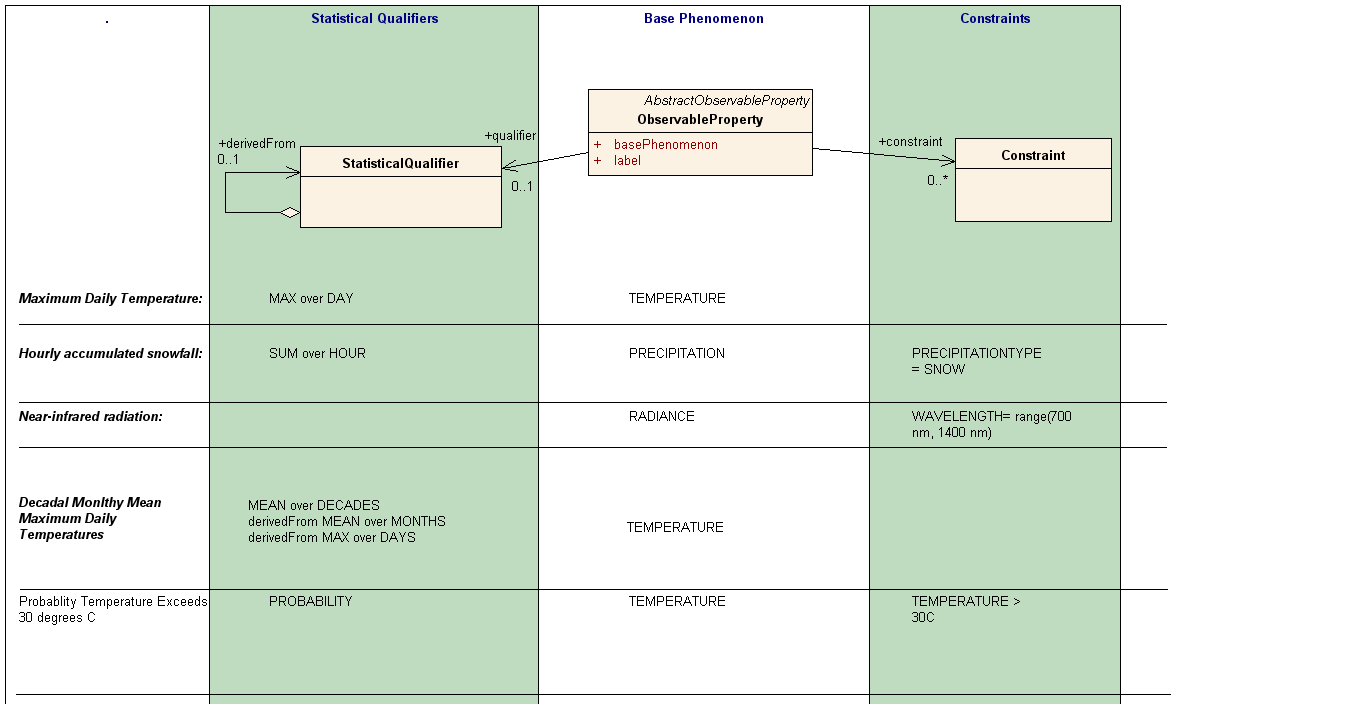 .
Statistical Qualifiers
Base Phenomenon
Constraints
AbstractObservableProperty
ObservableProperty
+ basePhenomenon
+ label
+derivedFrom
0..1
StatisticalQualifier
+qualifier
0..1
+constraint
0..*
Constraint
Maximum Daily Temperature:
MAX over DAY
TEMPERATURE
Hourly accumulated snowfall:
SUM over HOUR
PRECIPITATION
PRECIPITATIONTYPE
= SNOW
Near-infrared radiation:
RADIANCE
WAVELENGTH= range(700
nm, 1400 nm)
Decadal Monlthy Mean
Maximum Daily
Temperatures
MEAN over DECADES
derivedFrom MEAN over MONTHS
derivedFrom MAX over DAYS
TEMPERATURE
Probablity Temperature Exceeds
30 degrees C
PROBABILITY
TEMPERATURE
TEMPERATURE >
30C